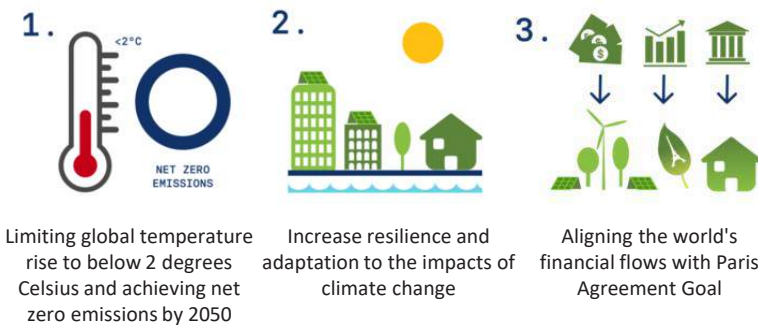 1.
<2°C
NET ZERO
EMISSIONS
Limiting global temperature
rise to below 2 degrees
Celsius and achieving net
zero emissions by 2050
2.
Increase resilience and
adaptation to the impacts of
climate change
3.
$
Aligning the world's
financial flows with Paris
Agreement Goal